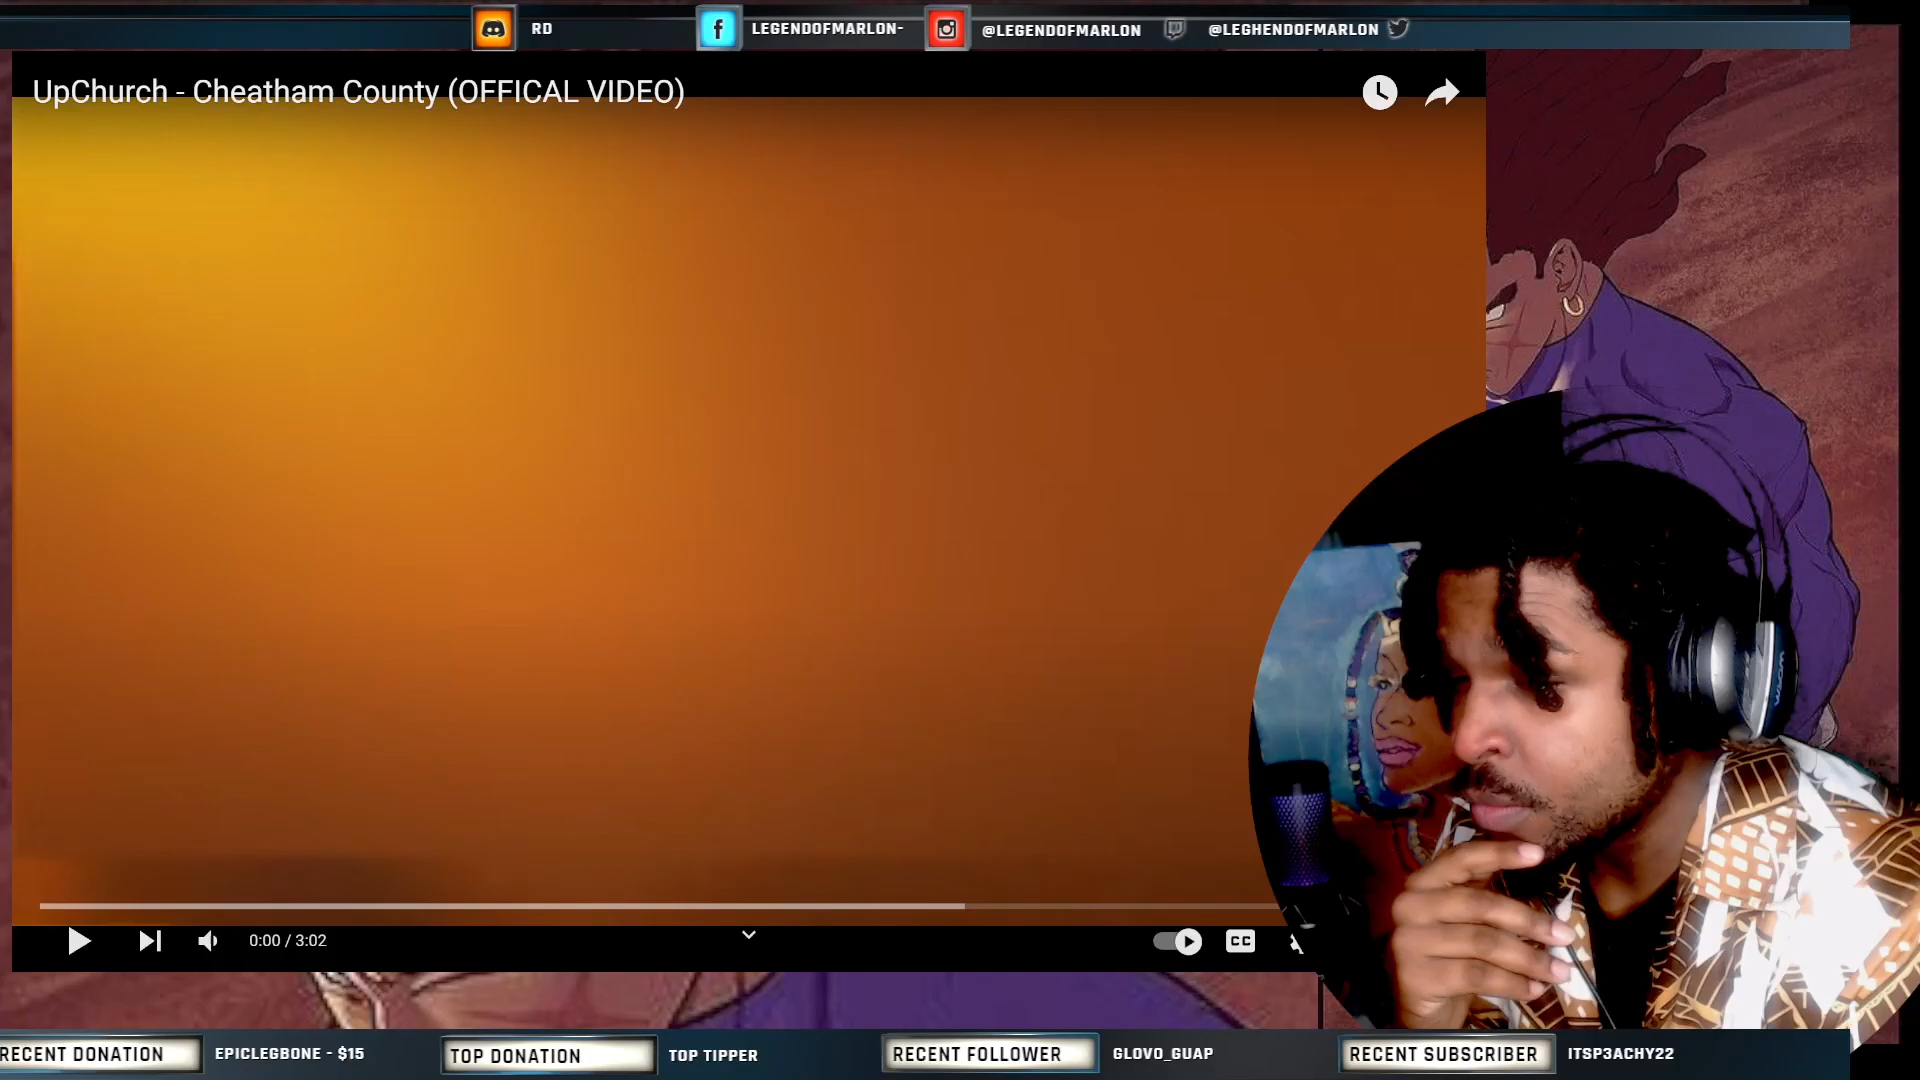 RD
LEGENDOFMARLON-
@LEGENDOFMARLON
@LEGHENDOFMARLON
UpChurch - Cheatham County (OFFICAL VIDEO)
0:00 / 3:02
CC
RECENT DONATION
EPICLEGBONE - $15
TOP DONATION
TOP TIPPER
RECENT FOLLOWER
GLOVO_GUAP
RECENT SUBSCRIBER
ITSP3ACHY22